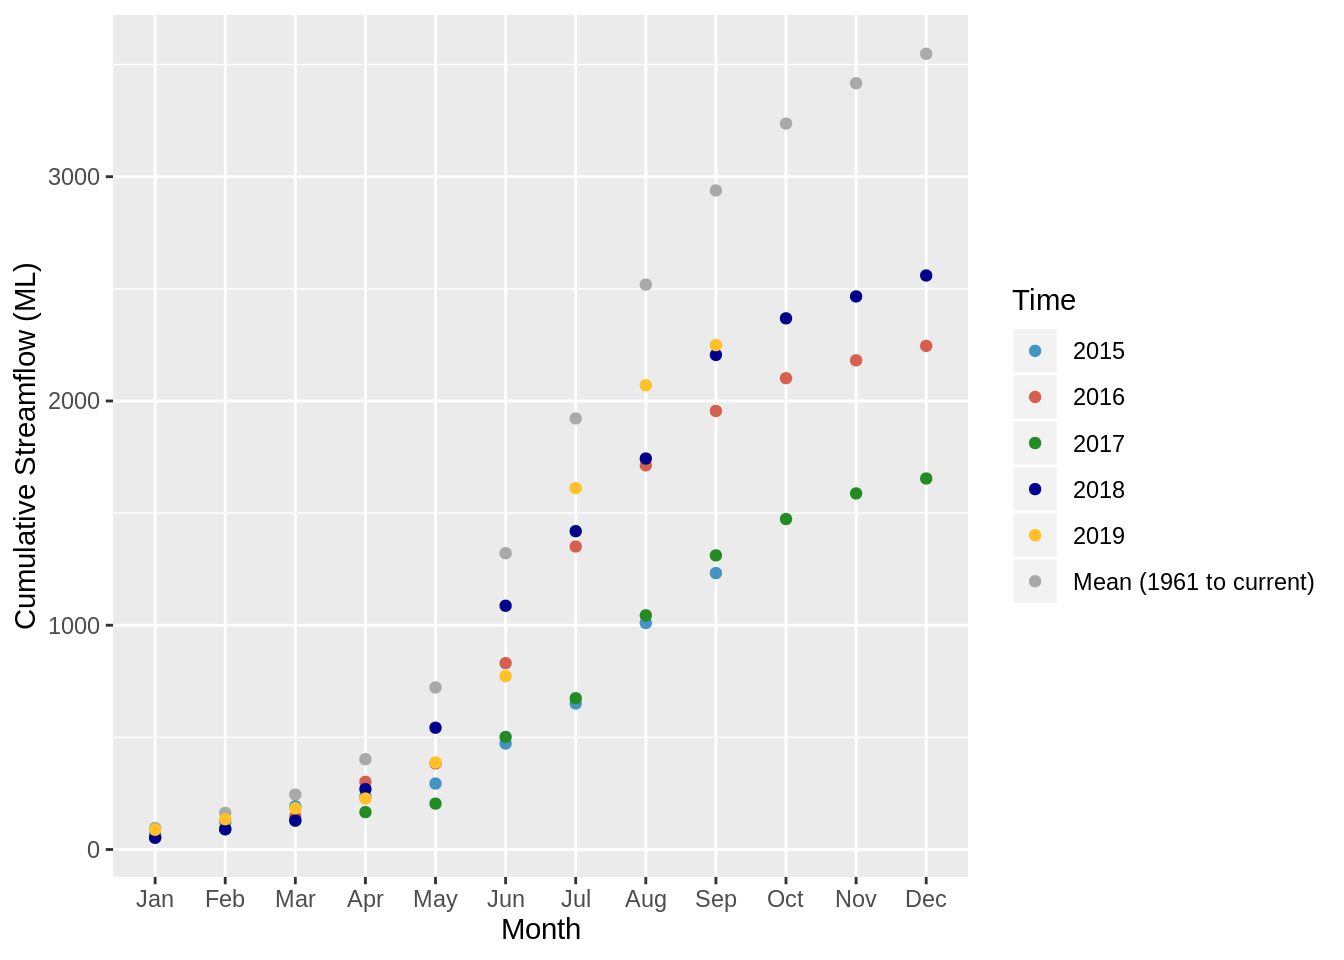 Cumulative Streamflow (ML)
3000
2000
1000
0
Jan Feb Mar Apr May Jun Jul Aug Sep Oct Nov Dec
Month
Time
2015
2016
2017
2018
2019
Mean (1961 to current)